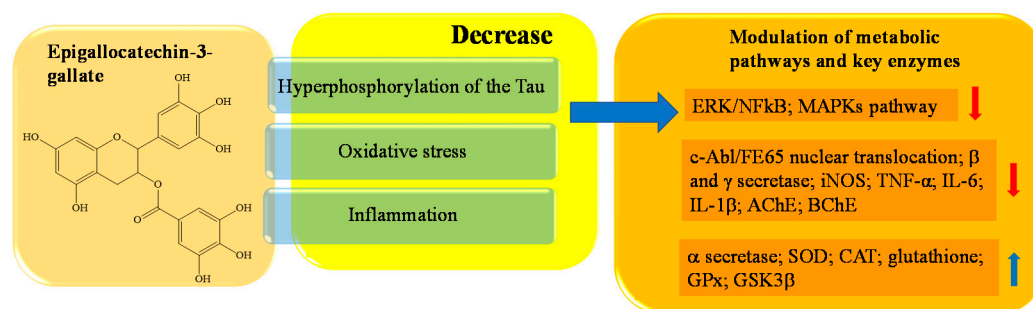 Epigallocatechin-3-
gallate
OH
OH
OH
HO
O
OH
O
O
OH
OH
OH
Decrease
Hyperphosphorylation of the Tau
Oxidative stress
Inflammation
Modulation of metabolic
pathways and key enzymes
ERK/NFkB; MAPKs pathway
c-Abl/FE65 nuclear translocation; β
and γ secretase; iNOS; TNF-α; IL-6;
IL-1β; AChE; BChE
α secretase; SOD; CAT; glutathione;
GPx; GSK3β